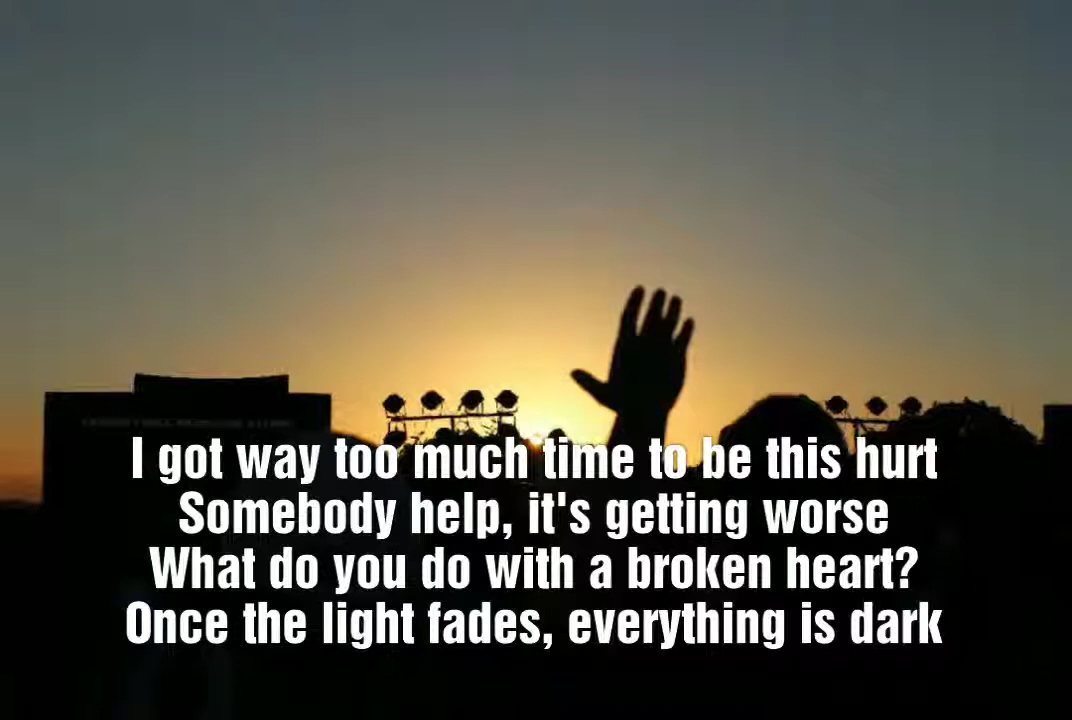 I got way too much time to be this hurt
Somebody help, it's getting worse
What do you do with a broken heart?
Once the light fades, everything is dark